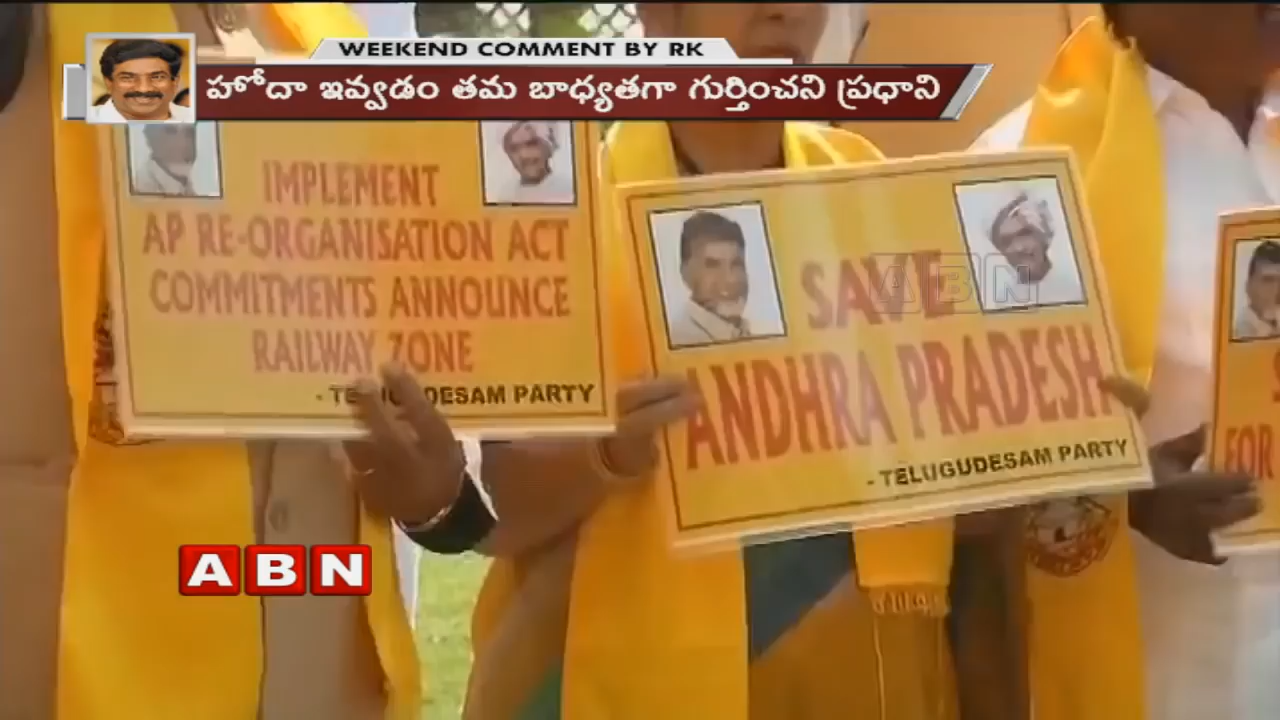 WEEKEND COMMENT BY RK
హోదా ఇవ్వడం తమ బాధ్యతగా గుర్తించని ప్రధాని
IMPLEMENT
AP RE-ORGANISATION ACT
COMMITMENTS ANNOUNCE
RAILWAY ZONE
- TELUGUDESAM PARTY
SAVE
ANDHRA PRADESH
- TELUGUDESAM PARTY
FOR
ABN
ABN